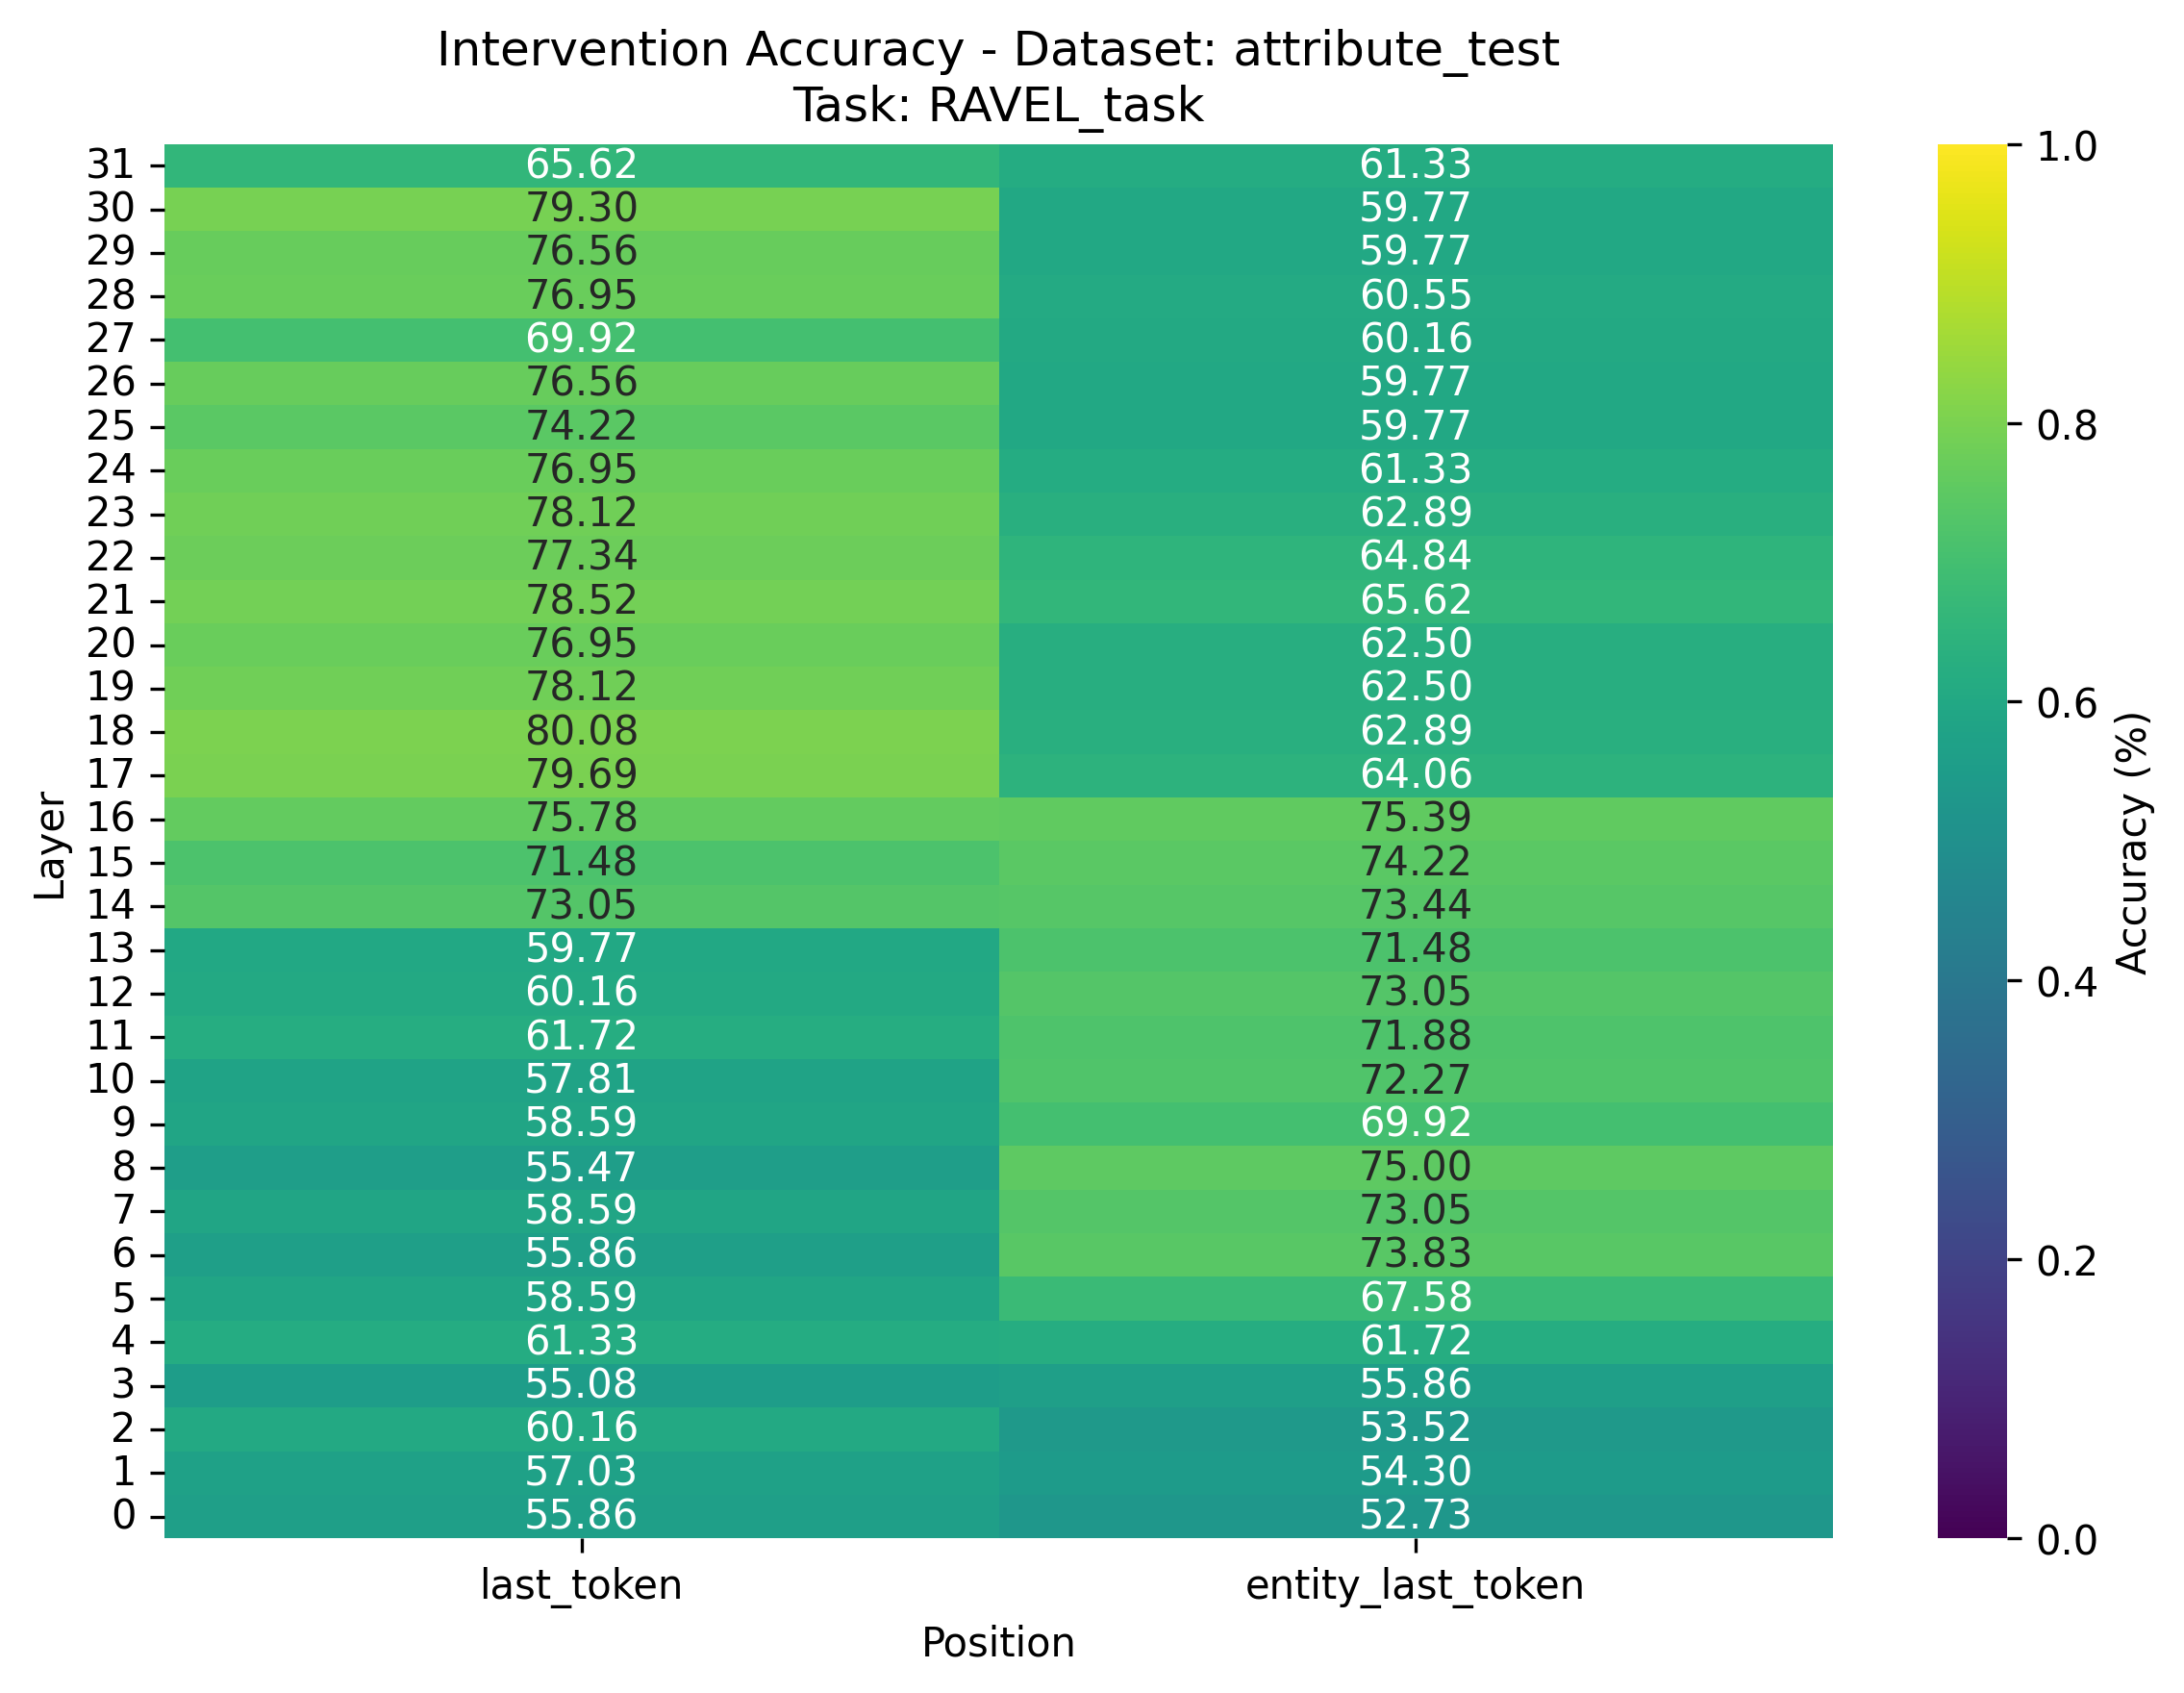 Intervention Accuracy - Dataset: attribute_test
Task: RAVEL_task
31 65.62 61.33
30 79.30 59.77
29 76.56 59.77
28 76.95 60.55
27 69.92 60.16
26 76.56 59.77
25 74.22 59.77
24 76.95 61.33
23 78.12 62.89
22 77.34 64.84
21 78.52 65.62
20 76.95 62.50
19 78.12 62.50
18 80.08 62.89
17 79.69 64.06
16 75.78 75.39
15 71.48 74.22
14 73.05 73.44
13 59.77 71.48
12 60.16 73.05
11 61.72 71.88
10 57.81 72.27
9 58.59 69.92
8 55.47 75.00
7 58.59 73.05
6 55.86 73.83
5 58.59 67.58
4 61.33 61.72
3 55.08 55.86
2 60.16 53.52
1 57.03 54.30
0 55.86 52.73
last_token entity_last_token
Position
Layer
1.0
0.8
0.6
0.4
0.2
0.0
Accuracy (%)